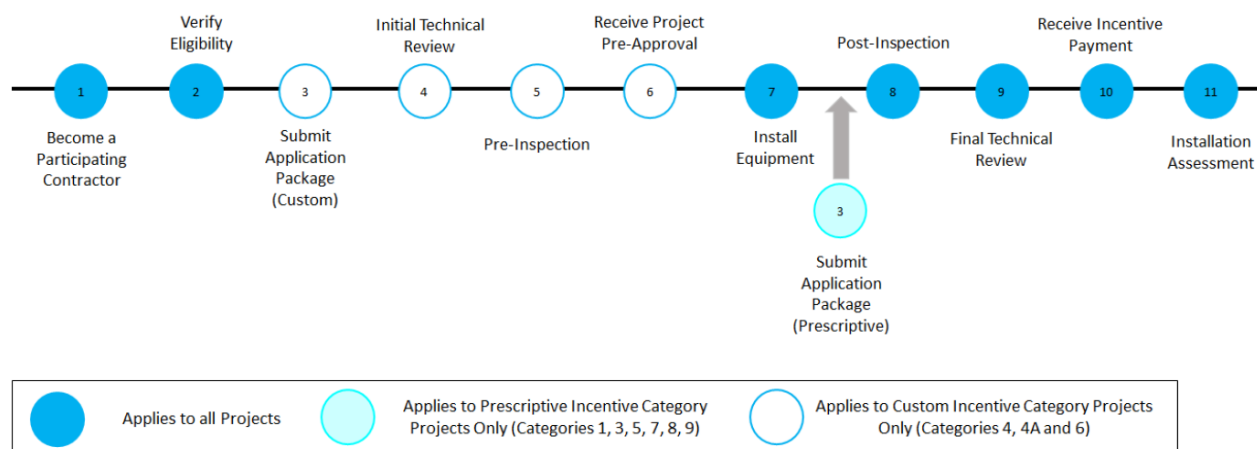 Verify
Eligibility
Initial Technical
Review
Receive Project
Pre-Approval
Post-Inspection
Receive Incentive
Payment
1
2
3
4
5
6
7
8
9
10
11
Become a
Participating
Contractor
Submit
Application
Package
(Custom)
Pre-Inspection
Install
Equipment
Final Technical
Review
Installation
Assessment
3
Submit
Application
Package
(Prescriptive)
Applies to all Projects
Applies to Prescriptive Incentive Category
Projects Only (Categories 1, 3, 5, 7, 8, 9)
Applies to Custom Incentive Category Projects
Only (Categories 4, 4A and 6)